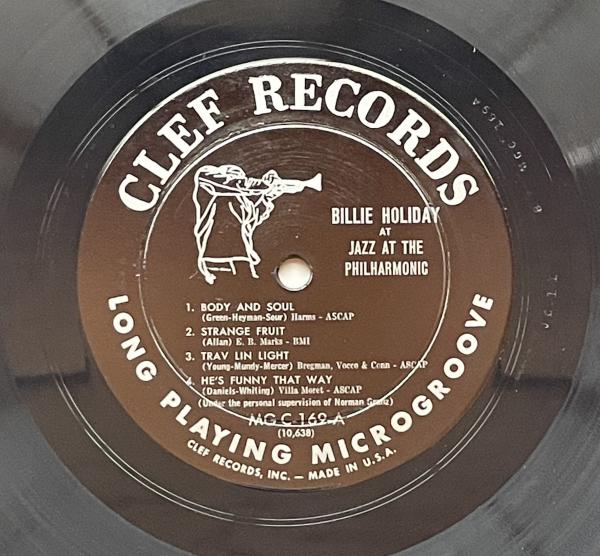 CLEF RECORDS
BILLIE HOLIDAY
AT
JAZZ AT THE
PHILHARMONIC
1. BODY AND SOUL
(Green-Heyman-Sour) Harms - ASCAP
2. STRANGE FRUIT
(Allan) E. B. Marks - BMI
3. TRAV LIN LIGHT
(Young-Mundy-Mercer) Bregman, Vocco & Conn - ASCAP
4. HE'S FUNNY THAT WAY
(Daniels-Whiting) Villa Moret - ASCAP
(Under the personal supervision of Norman Granz)
MG C-169-A
(10,638)
LONG PLAYING MICROGROOVE
CLEF RECORDS, INC. — MADE IN U.S.A.
MGC 169A